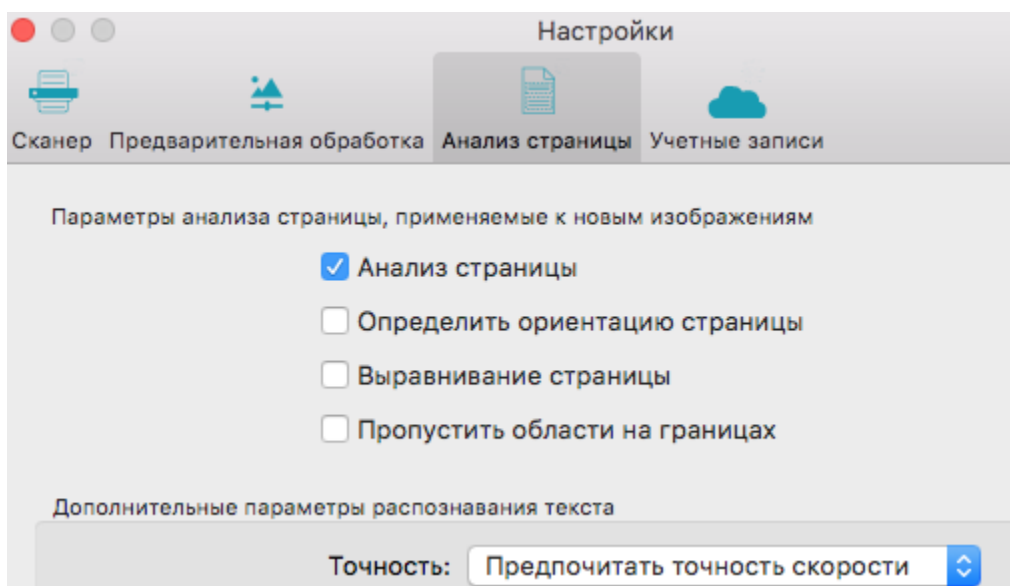 Настройки
Сканер Предварительная обработка Анализ страницы Учетные записи
Параметры анализа страницы, применяемые к новым изображениям
Анализ страницы
Определить ориентацию страницы
Выравнивание страницы
Пропустить области на границах
Дополнительные параметры распознавания текста
Точность: Предпочитать точность скорости